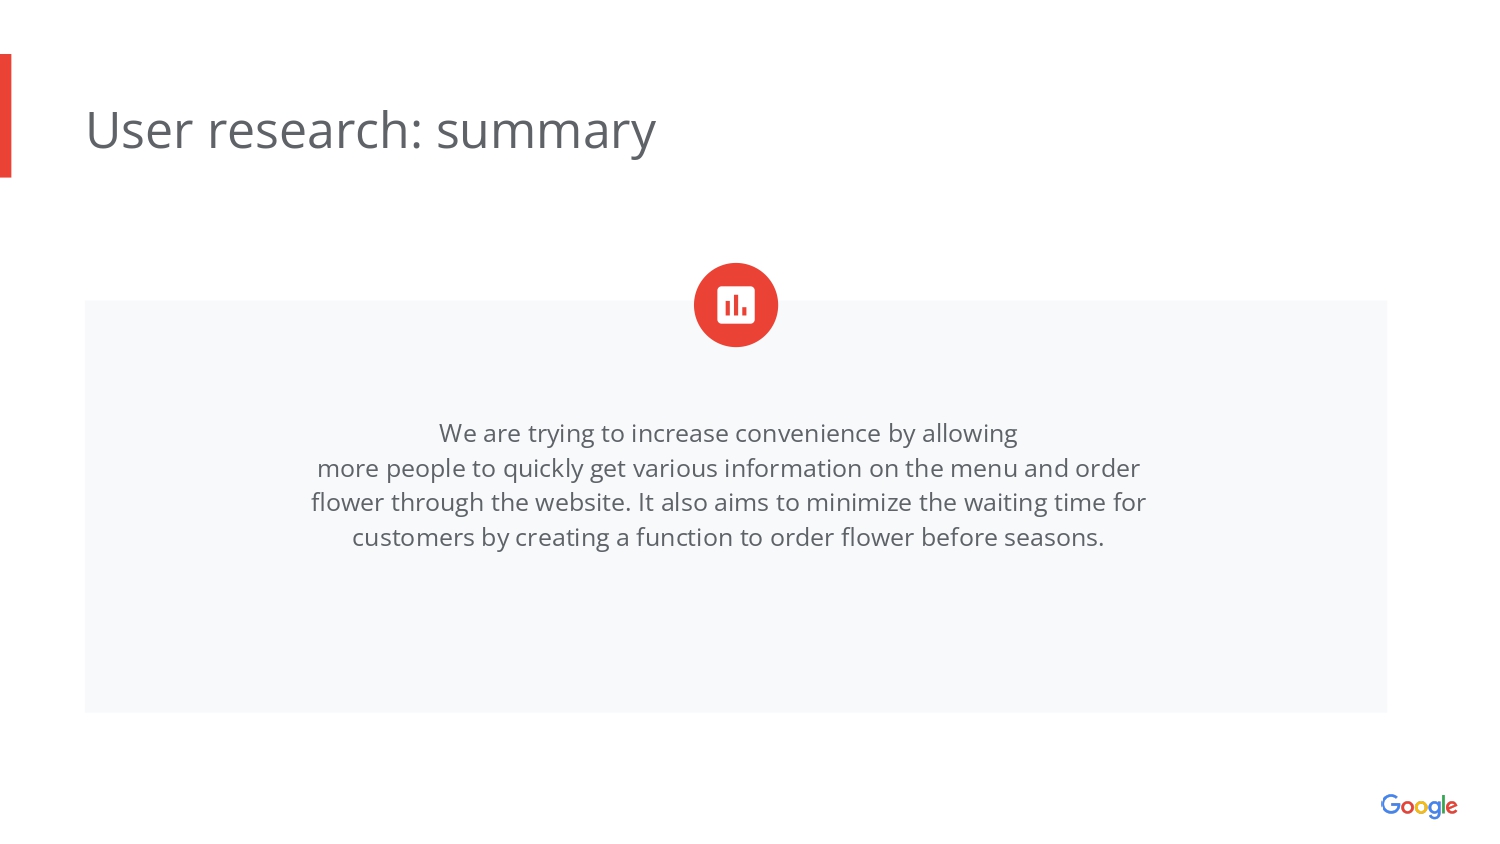 User research: summary
We are trying to increase convenience by allowing
more people to quickly get various information on the menu and order
flower through the website. It also aims to minimize the waiting time for
customers by creating a function to order flower before seasons.
Google